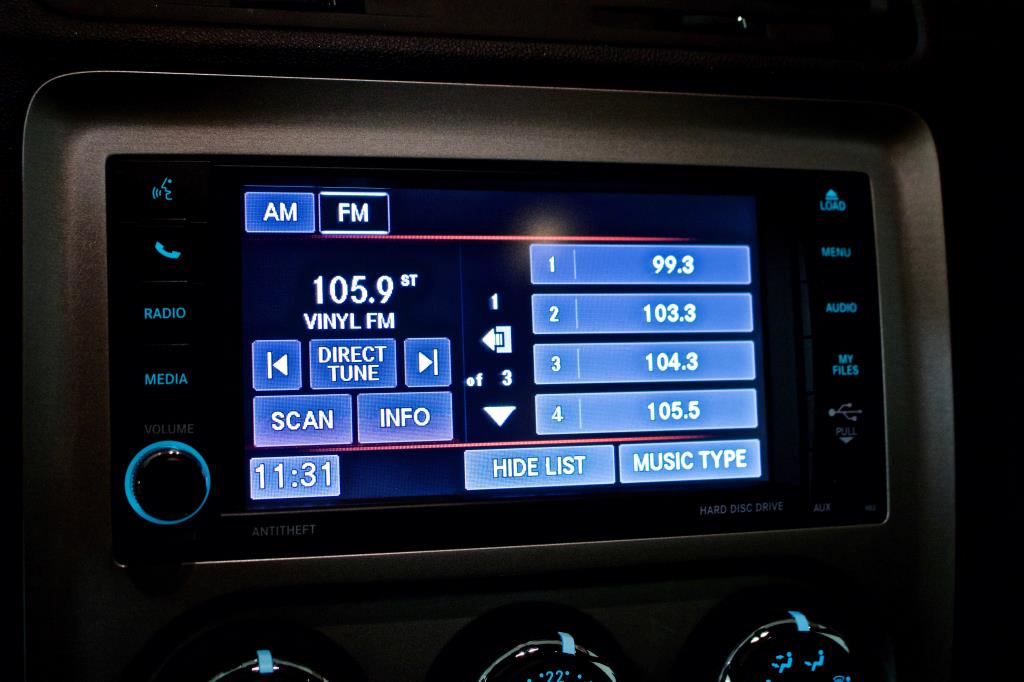 AM FM
105.9 ST
VINYL FM
DIRECT
TUNE
SCAN INFO
11:31
1
of 3
1 99.3
2 103.3
3 104.3
4 105.5
HIDE LIST
MUSIC TYPE
RADIO
MEDIA
VOLUME
ANTITHEFT
LOAD
MENU
AUDIO
MY
FILES
PULL
HARD DISC DRIVE
AUX
22